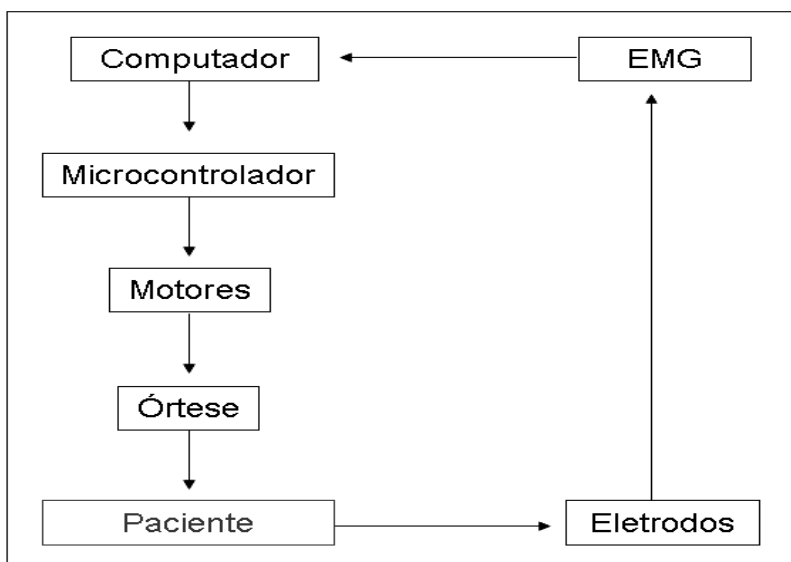 Computador
EMG
Microcontrolador
Motores
Órtese
Paciente
Eletrodos